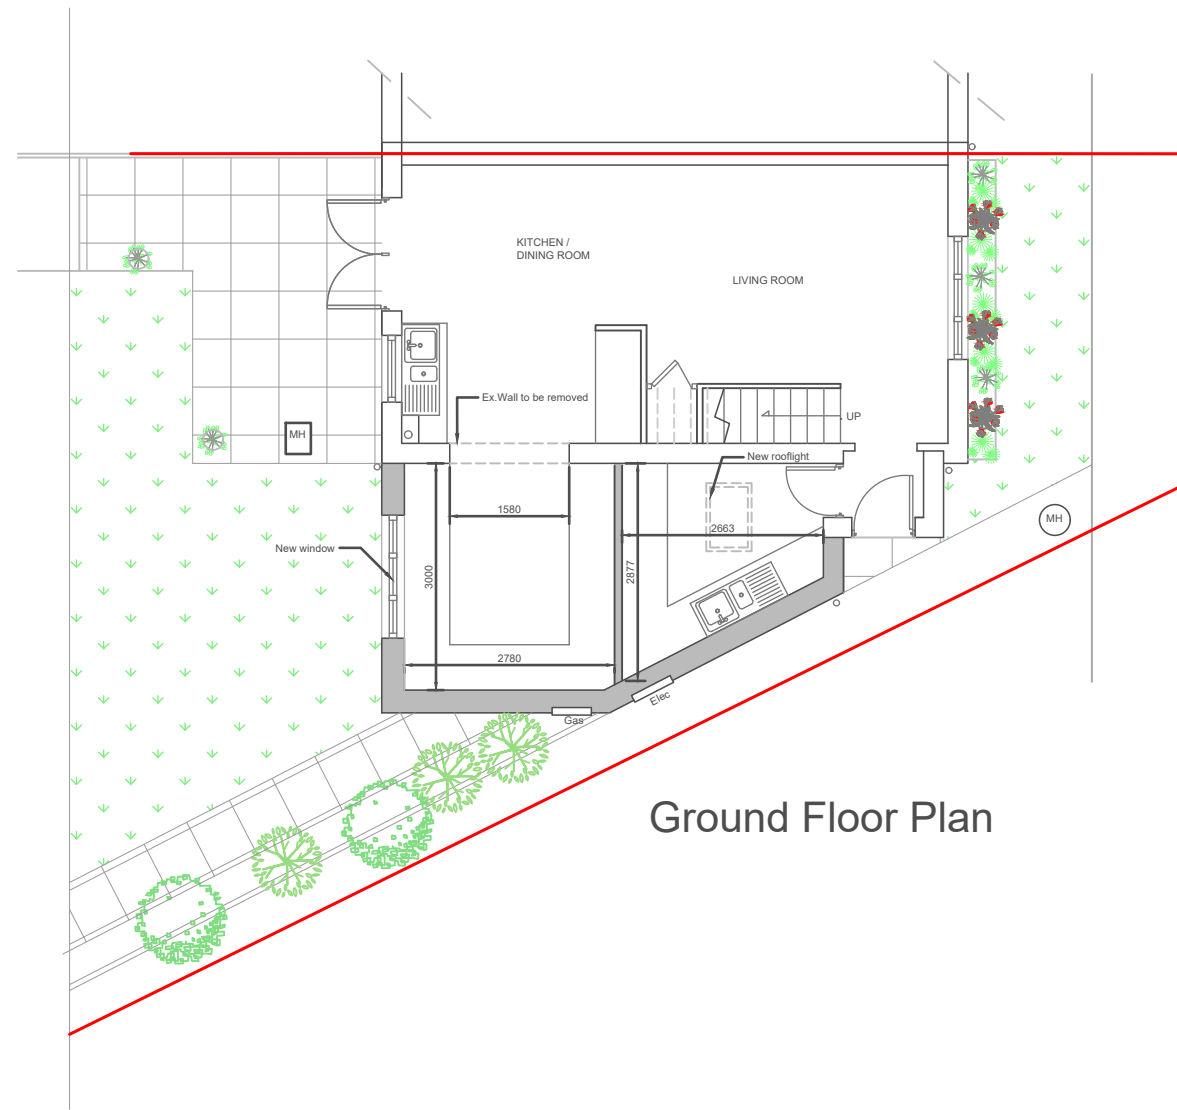 KITCHEN /
DINING ROOM
LIVING ROOM
Ex.Wall to be removed
UP
MH
New rooflight
1580
2663
MH
New window
3000
2877
2780
Elec
Gas
Ground Floor Plan